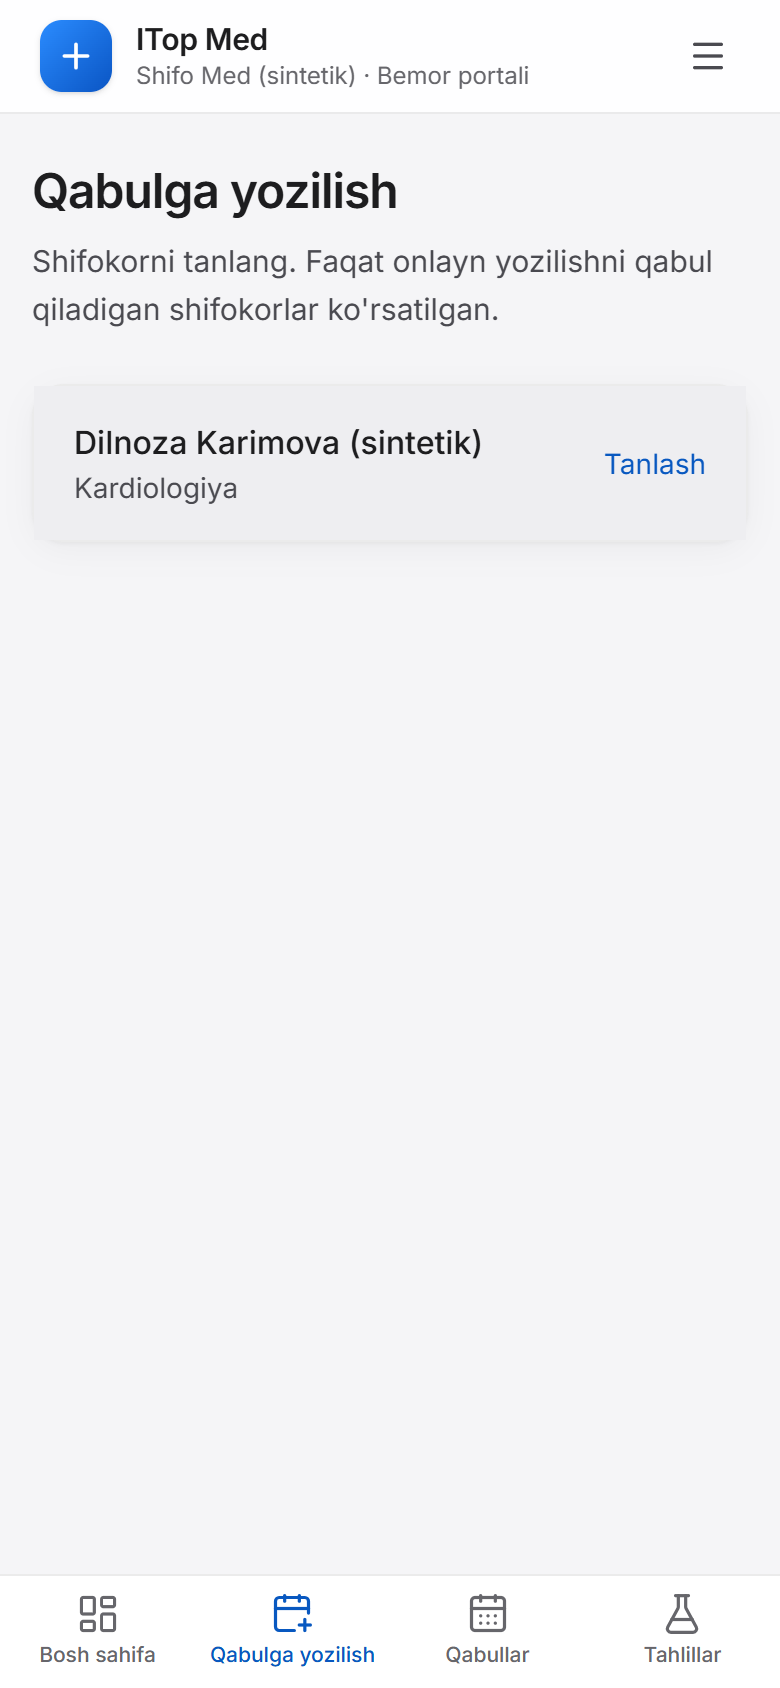 ITop Med
Shifo Med (sintetik) · Bemor portali
Qabulga yozilish
Shifokorni tanlang. Faqat onlayn yozilishni qabul
qiladigan shifokorlar ko'rsatilgan.
Dilnoza Karimova (sintetik)
Kardiologiya
Tanlash
Bosh sahifa
Qabulga yozilish
Qabullar
Tahlillar